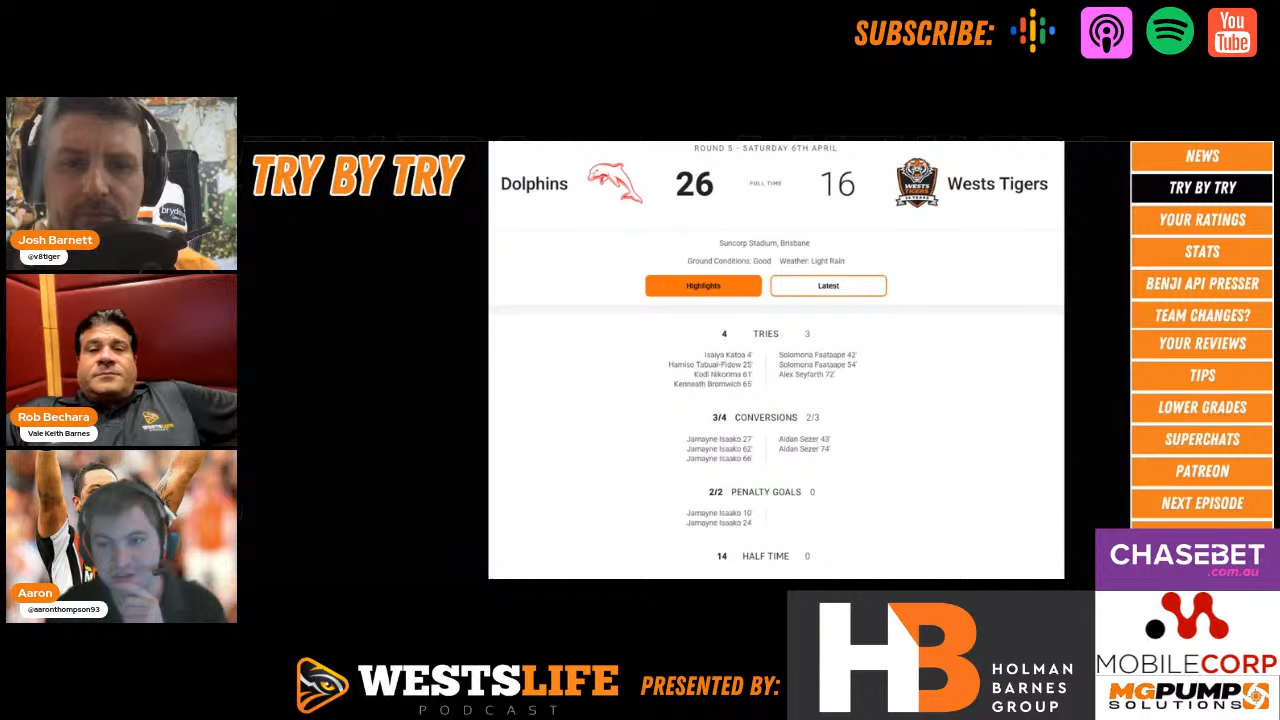 SUBSCRIBE:
You
Tube
Josh Barnett
@v8tiger
Rob Bechara
Vale Keith Barnes
Aaron
@aaronthompson93
TRY BY TRY
ROUND 5 - SATURDAY 6TH APRIL
Dolphins 26 FULL TIME 16 WESTS TIGERS Wests Tigers
Suncorp Stadium, Brisbane
Ground Conditions: Good Weather: Light Rain
Highlights Latest
4 TRIES 3
Isaiya Katoa 4' Solomona Faataape 42'
Hamiso Tabuai-Fidow 25' Solomona Faataape 54'
Kodi Nikorima 61' Alex Seyfarth 72'
Kenneath Bromwich 65'
3/4 CONVERSIONS 2/3
Jamayne Isaako 27' Aidan Sezer 43'
Jamayne Isaako 62' Aidan Sezer 74'
Jamayne Isaako 66'
2/2 PENALTY GOALS 0
Jamayne Isaako 10'
Jamayne Isaako 24'
14 HALF TIME 0
NEWS
TRY BY TRY
YOUR RATINGS
STATS
BENJI API PRESSER
TEAM CHANGES?
YOUR REVIEWS
TIPS
LOWER GRADES
SUPERCHATS
PATREON
NEXT EPISODE
CHASEBET
.com.au
WESTSLIFE
PODCAST
PRESENTED BY:
HB
HOLMAN
BARNES
GROUP
MOBILECORP
MGPUMP
SOLUTIONS